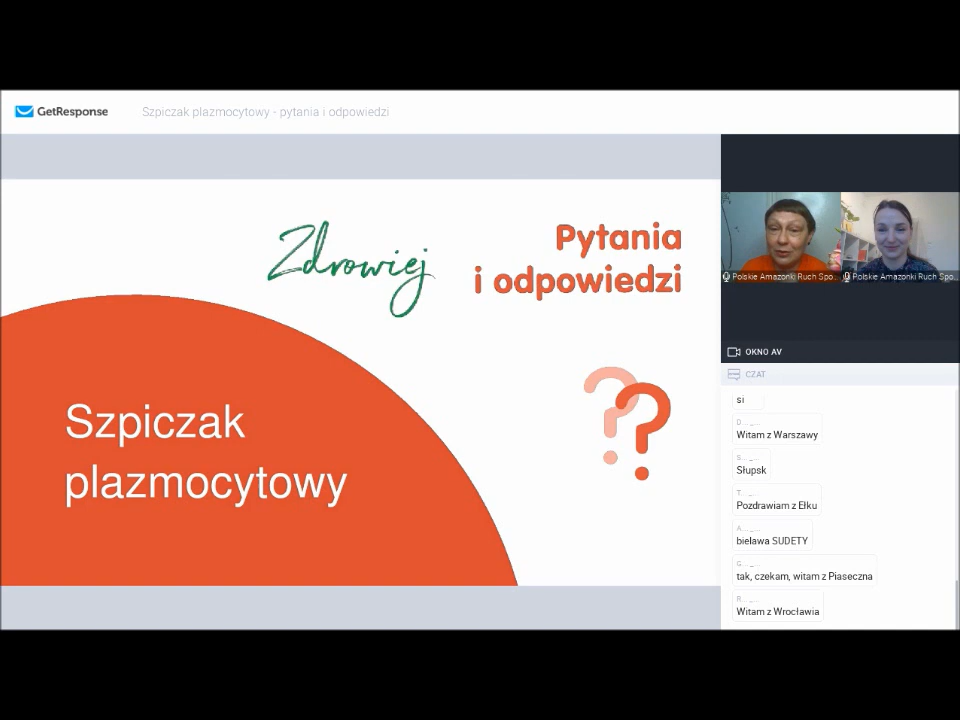 GetResponse
Szpiczak plazmocytowy - pytania i odpowiedzi
Zdrowiej
Pytania
i odpowiedzi
??
Szpiczak
plazmocytowy
Polskie Amazonki Ruch Spo...
Polskie Amazonki Ruch Spo...
OKNO AV
CZAT
si
D... _...
Witam z Warszawy
S... _...
Słupsk
T... _...
Pozdrawiam z Ełku
A... _...
bielawa SUDETY
G... _...
tak, czekam, witam z Piaseczna
R... _...
Witam z Wrocławia